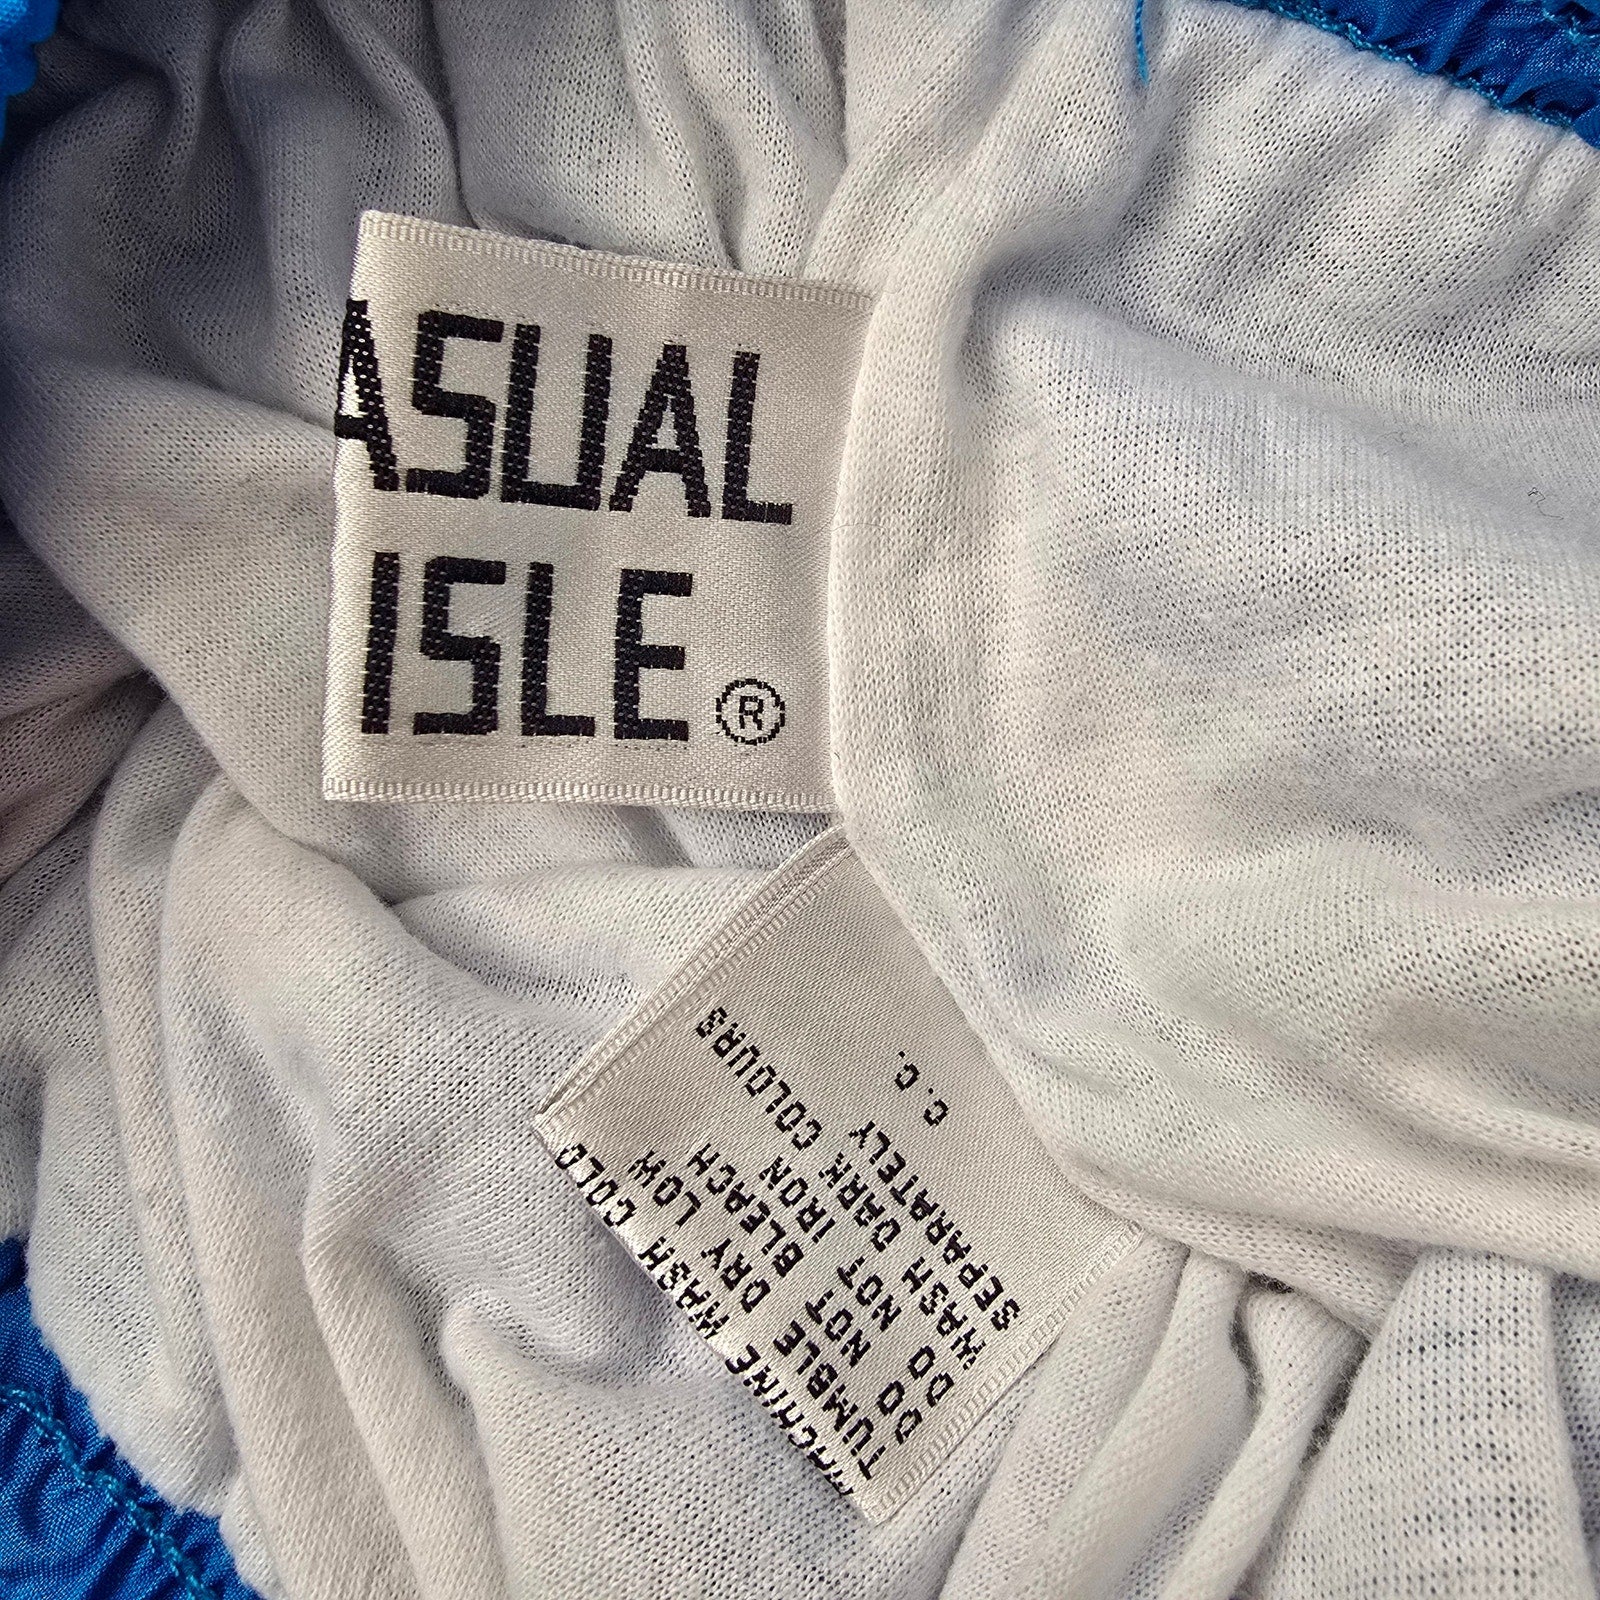 ASUAL
ISLE ®
MACHINE WASH COLD
TUMBLE DRY LOW
DO NOT BLEACH
DO NOT IRON
WASH DARK COLOURS
SEPARATELY
C.C.